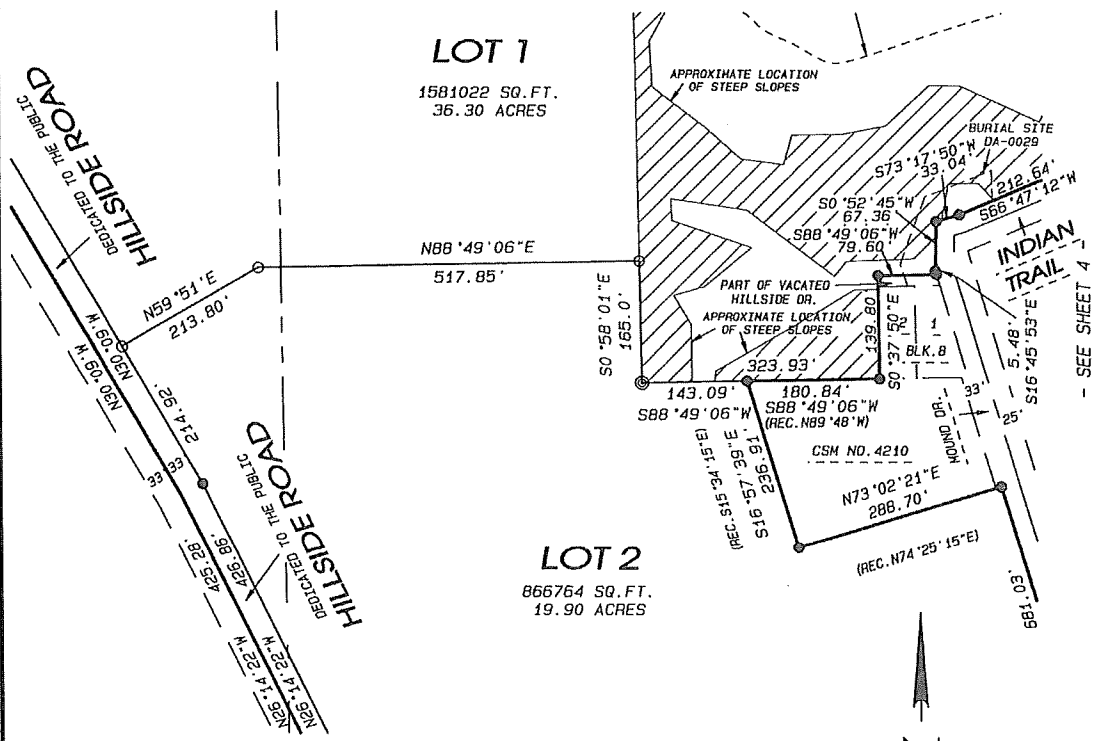 LOT 1
1581022 SQ.FT.
36.30 ACRES
HILLSIDE ROAD
DEDICATED TO THE PUBLIC
APPROXIMATE LOCATION
OF STEEP SLOPES
BURIAL SITE
DA-0029
S73°17'50"W
33.04'
212.64'
S66°47'12"W
S0°52'45"W
67.36
S88°49'06"W
79.60
INDIAN
TRAIL
N59°51'E
213.80'
N88°49'06"E
517.85'
S0°58'01"E
165.0'
PART OF VACATED
HILLSIDE DR.
APPROXIMATE LOCATION
OF STEEP SLOPES
139.80
S0°37'50"E
2
1
BLK.8
5.48'
S16°45'53"E
- SEE SHEET 4 -
N30°09'W
N30°09'W
214.92'
33'
33'
323.93'
143.09'
S88°49'06"W
180.84'
S88°49'06"W
(REC.N89°48'W)
33'
25'
MOUND DR.
CSM NO.4210
(REC.S15°34'15"E)
S16°57'39"E
236.91'
N73°02'21"E
288.70'
(REC.N74°25'15"E)
681.03'
HILLSIDE ROAD
DEDICATED TO THE PUBLIC
425.28'
426.86'
N26°14'22"W
N26°14'22"W
LOT 2
866764 SQ.FT.
19.90 ACRES